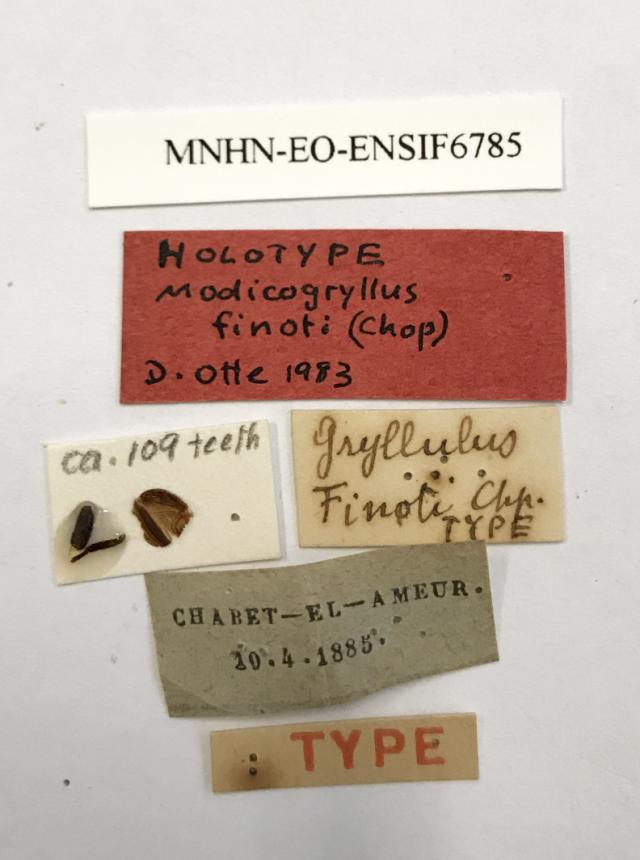 MNHN-EO-ENSIF6785
HOLOTYPE
Modicogryllus
finoti (Chop)
D. Otte 1983
ca. 109 teeth
Gryllulus
Finoti Chp.
TYPE
CHABET—EL—AMEUR.
20.4.1885.
TYPE